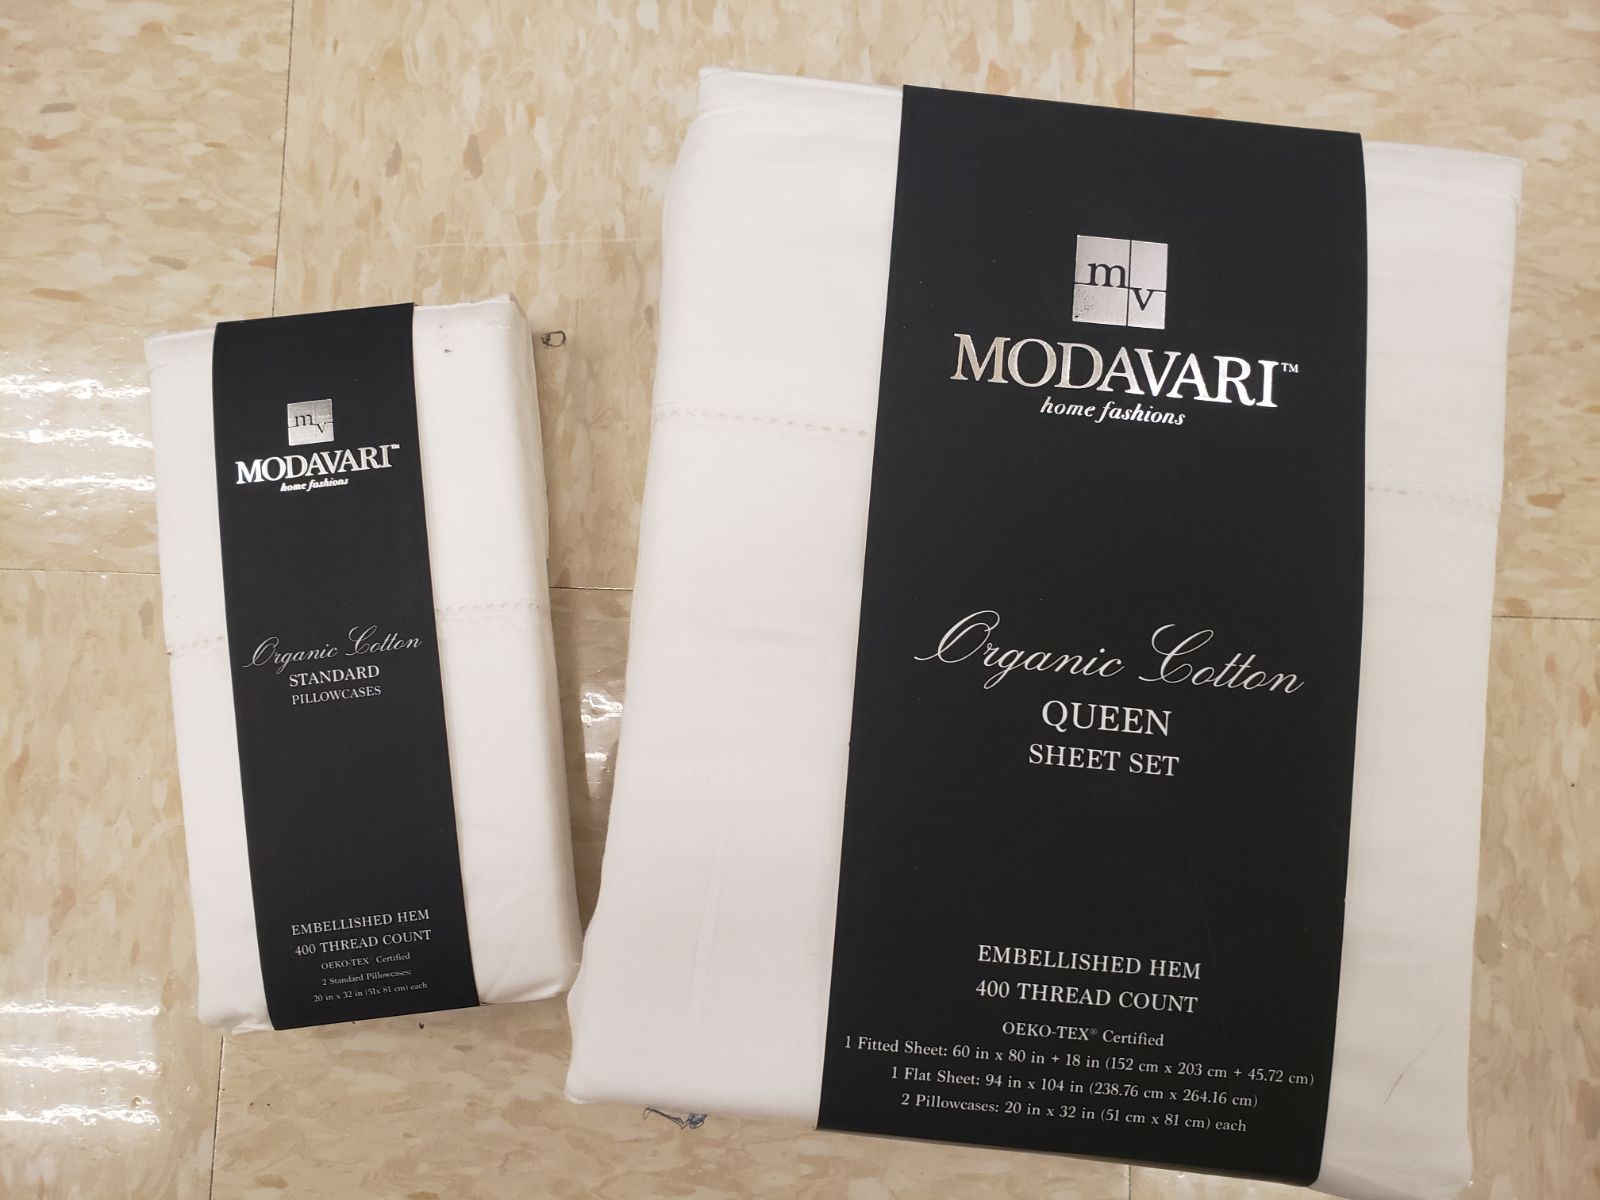 m
v
MODAVARI™
home fashions
Organic Cotton
STANDARD
PILLOWCASES
EMBELLISHED HEM
400 THREAD COUNT
OEKO-TEX® Certified
2 Standard Pillowcases:
20 in x 32 in (51x 81 cm) each
m
v
MODAVARI™
home fashions
Organic Cotton
QUEEN
SHEET SET
EMBELLISHED HEM
400 THREAD COUNT
OEKO-TEX® Certified
1 Fitted Sheet: 60 in x 80 in + 18 in (152 cm x 203 cm + 45.72 cm)
1 Flat Sheet: 94 in x 104 in (238.76 cm x 264.16 cm)
2 Pillowcases: 20 in x 32 in (51 cm x 81 cm) each